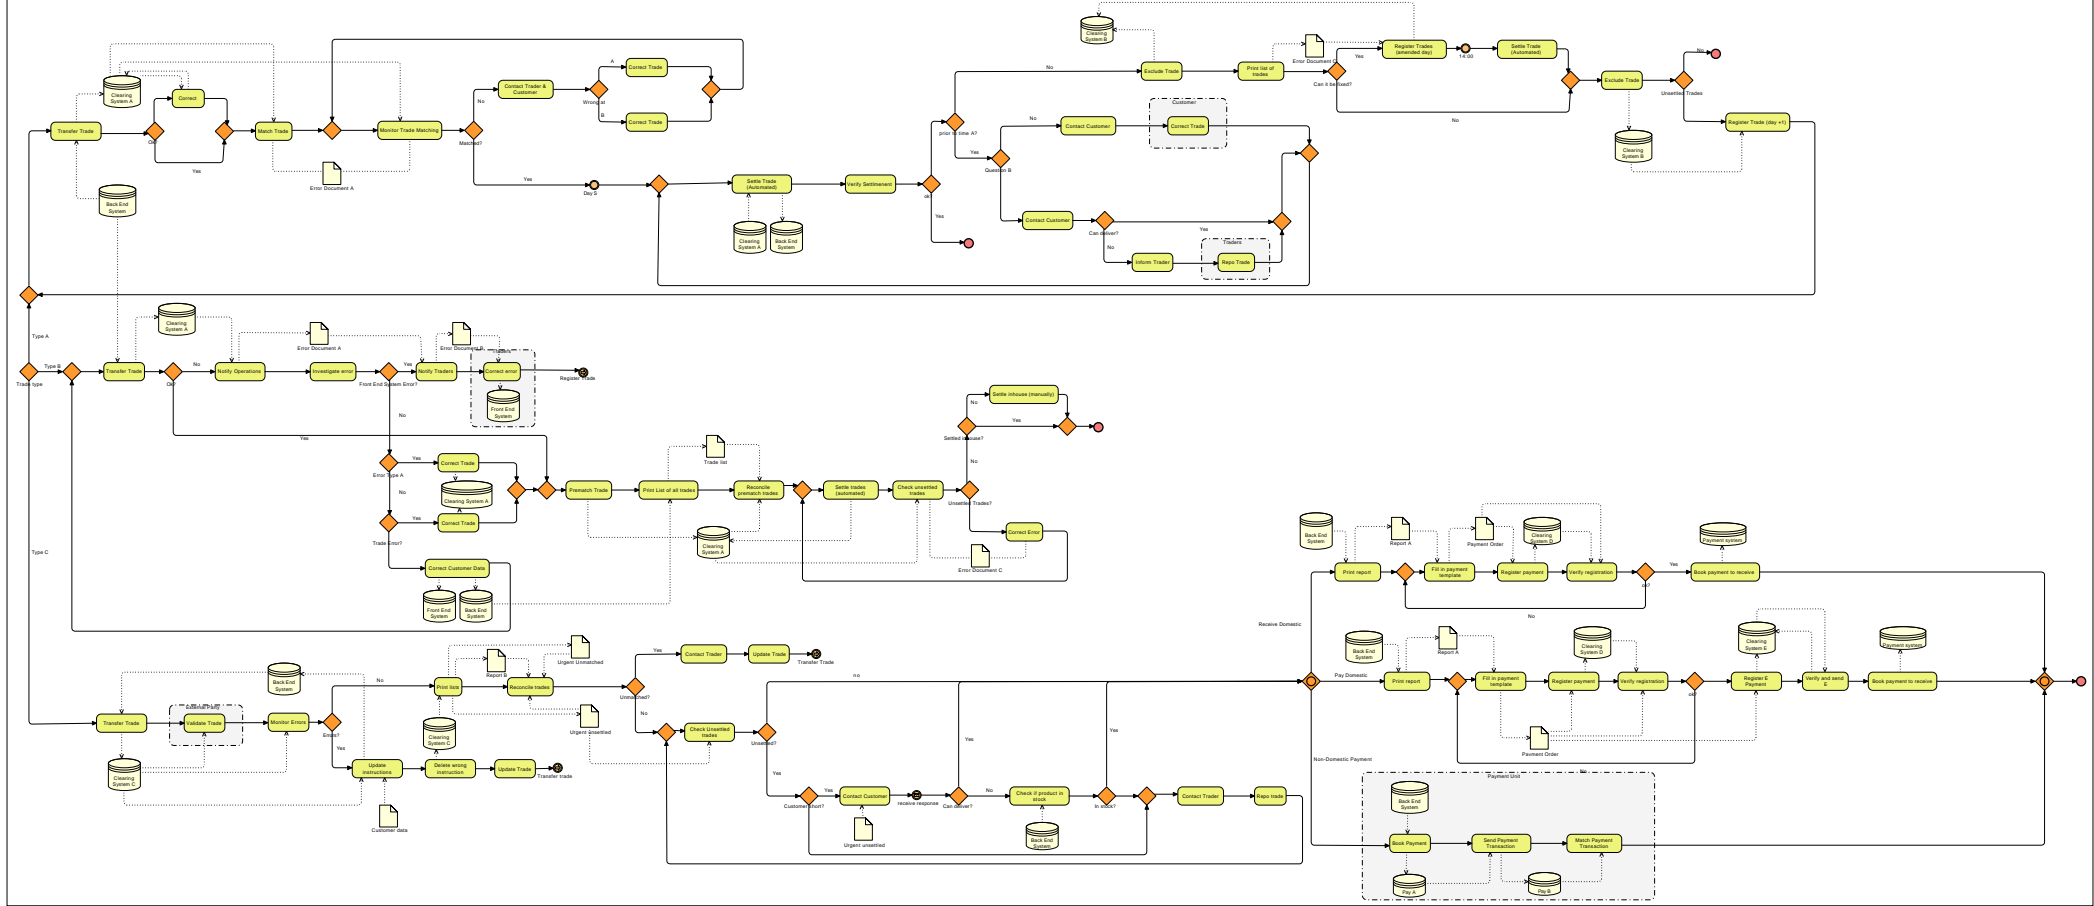 Clearing
System B
Register Trades
(amended day)
14:00
Settle Trade
(Automated)
No
Error Document C
Yes
No
Exclude Trade
Print list of
trades
Can it be fixed?
Exclude Trade
Unsettled Trades
No
Clearing
System B
Register Trade (day +1)
Clearing
System A
Correct
Transfer Trade
Ok?
Yes
Match Trade
Error Document A
Monitor Trade Matching
Matched?
No
Contact Trader &
Customer
Wrong at
A
Correct Trade
B
Correct Trade
Yes
Day S
Back End
System
Settle Trade
(Automated)
Clearing
System A
Back End
System
Verify Settlement
ok?
Yes
prior to time A?
Yes
Question B
No
Contact Customer
Customer
Correct Trade
Contact Customer
Can deliver?
Yes
No
Inform Trader
Traders
Repo Trade
Type A
Trade type
Type B
Type C
Clearing
System A
Transfer Trade
Ok?
No
Notify Operations
Error Document A
Investigate error
Front End System Error?
Yes
Notify Traders
Error Document B
Traders
Correct error
Front End
System
Register Trade
No
Yes
Error Type A
Yes
Correct Trade
Clearing System A
No
Trade Error?
Yes
Correct Trade
Correct Customer Data
Front End
System
Back End
System
Prematch Trade
Print List of all trades
Trade list
Reconcile
prematch trades
Clearing
System A
Settle trades
(automated)
Check unsettled
trades
Unsettled Trades?
No
Settled inhouse?
No
Settle inhouse (manually)
Yes
Correct Error
Error Document C
Back End
System
Transfer Trade
External Party
Validate Trade
Monitor Errors
Clearing
System C
Errors?
No
Yes
Update
instructions
Delete wrong
instruction
Update Trade
Transfer trade
Customer data
Print lists
Report B
Reconcile trades
Urgent Unmatched
Clearing
System C
Urgent unsettled
Unmatched?
Yes
Contact Trader
Update Trade
Transfer Trade
No
Check Unsettled
trades
Unsettled?
no
Yes
Customer short?
Yes
Contact Customer
Urgent unsettled
receive response
Can deliver?
Yes
No
Check if product in
stock
Back End
System
In stock?
Yes
Contact Trader
Repo trade
Receive Domestic
Pay Domestic
Non-Domestic Payment
Back End
System
Print report
Report A
Fill in payment
template
Payment Order
Register payment
Clearing
System D
Verify registration
ok?
Yes
No
Book payment to receive
Payment system
Back End
System
Print report
Report A
Fill in payment
template
Register payment
Clearing
System D
Verify registration
ok?
No
Payment Order
Register E
Payment
Clearing
System E
Verify and send
E
Book payment to receive
Payment system
Payment Unit
Back End
System
Book Payment
Pay A
Send Payment
Transaction
Pay B
Match Payment
Transaction